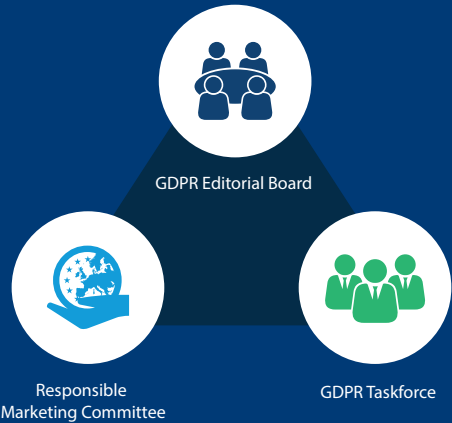 GDPR Editorial Board
Responsible
Marketing Committee
GDPR Taskforce